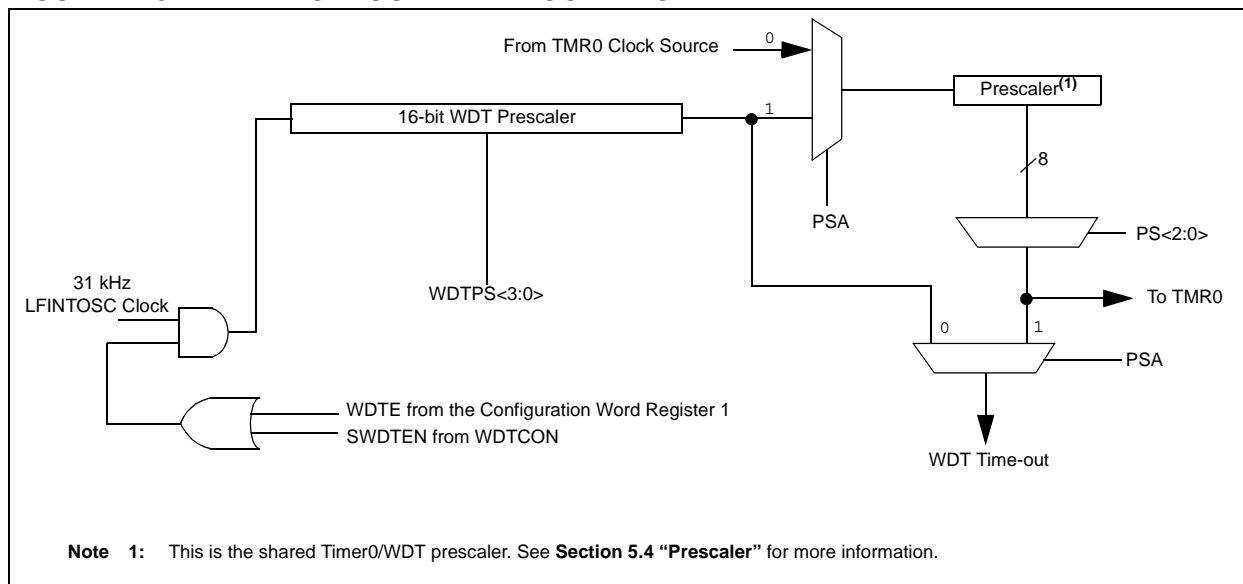 From TMR0 Clock Source
0
Prescaler(1)
16-bit WDT Prescaler
1
8
PSA
PS<2:0>
31 kHz
LFINTOSC Clock
WDTPS<3:0>
To TMR0
0
1
PSA
WDTE from the Configuration Word Register 1
SWDTEN from WDTCON
WDT Time-out
Note 1: This is the shared Timer0/WDT prescaler. See Section 5.4 “Prescaler” for more information.